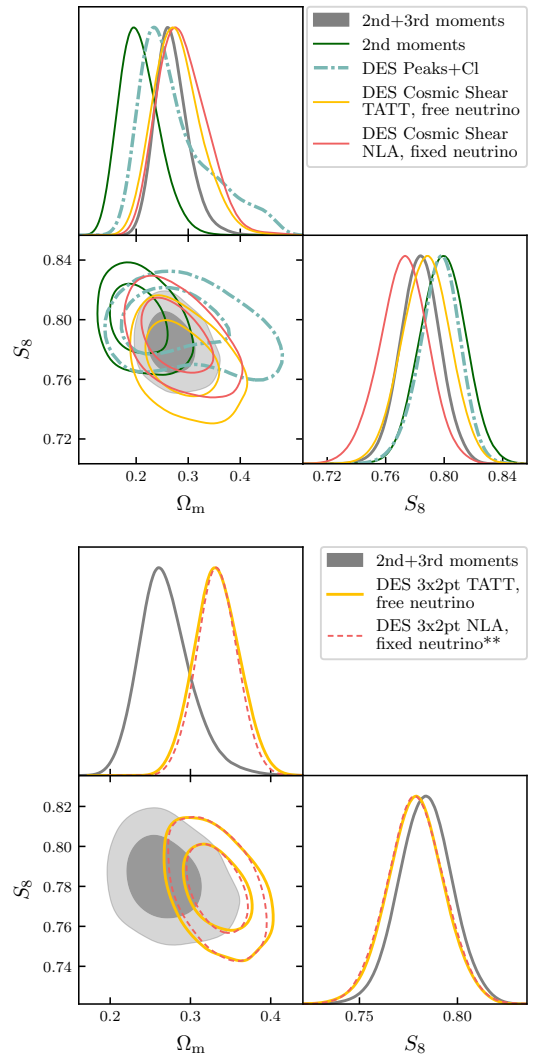 2nd+3rd moments
2nd moments
DES Peaks+Cl
DES Cosmic Shear
TATT, free neutrino
DES Cosmic Shear
NLA, fixed neutrino
0.84
0.80
0.76
0.72
S₈
0.2 0.3 0.4
Ωₘ
0.72 0.76 0.80 0.84
S₈
2nd+3rd moments
DES 3x2pt TATT,
free neutrino
DES 3x2pt NLA,
fixed neutrino**
0.82
0.80
0.78
0.76
0.74
S₈
0.2 0.3 0.4
Ωₘ
0.75 0.80
S₈